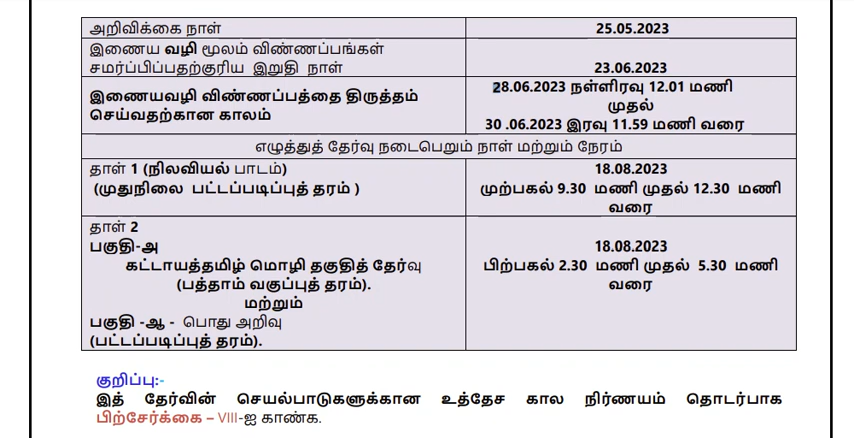 அறிவிக்கை நாள் 25.05.2023
இணைய வழி மூலம் விண்ணப்பங்கள்
சமர்ப்பிப்பதற்குரிய இறுதி நாள் 23.06.2023
இணையவழி விண்ணப்பத்தை திருத்தம்
செய்வதற்கான காலம்
28.06.2023 நள்ளிரவு 12.01 மணி
முதல்
30 .06.2023 இரவு 11.59 மணி வரை
எழுத்துத் தேர்வு நடைபெறும் நாள் மற்றும் நேரம்
தாள் 1 (நிலவியல் பாடம்)
(முதுநிலை பட்டப்படிப்புத் தரம் )
18.08.2023
முற்பகல் 9.30 மணி முதல் 12.30 மணி
வரை
தாள் 2
பகுதி-அ
கட்டாயத்தமிழ் மொழி தகுதித் தேர்வு
(பத்தாம் வகுப்புத் தரம்).
மற்றும்
பகுதி -ஆ - பொது அறிவு
(பட்டப்படிப்புத் தரம்).
18.08.2023
பிற்பகல் 2.30 மணி முதல் 5.30 மணி
வரை
குறிப்பு:-
இத் தேர்வின் செயல்பாடுகளுக்கான உத்தேச கால நிர்ணயம் தொடர்பாக
பிற்சேர்க்கை – VIII-ஐ காண்க.